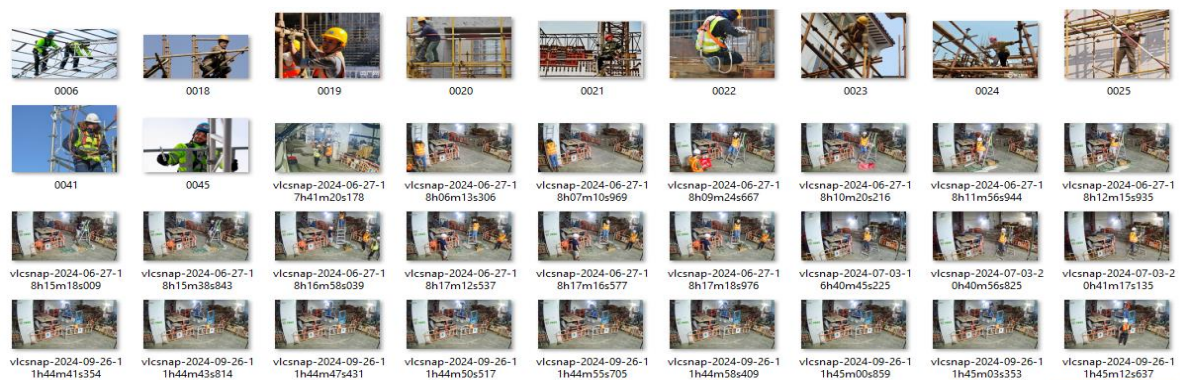 0006
0018
0019
0020
0021
0022
0023
0024
0025
0041
0045
vlcsnap-2024-06-27-1
7h41m20s178
vlcsnap-2024-06-27-1
8h06m13s306
vlcsnap-2024-06-27-1
8h07m10s969
vlcsnap-2024-06-27-1
8h09m24s667
vlcsnap-2024-06-27-1
8h10m20s216
vlcsnap-2024-06-27-1
8h11m56s944
vlcsnap-2024-06-27-1
8h12m15s935
vlcsnap-2024-06-27-1
8h15m18s009
vlcsnap-2024-06-27-1
8h15m38s843
vlcsnap-2024-06-27-1
8h16m58s039
vlcsnap-2024-06-27-1
8h17m12s537
vlcsnap-2024-06-27-1
8h17m16s577
vlcsnap-2024-06-27-1
8h17m18s976
vlcsnap-2024-07-03-1
6h40m45s225
vlcsnap-2024-07-03-2
0h40m56s825
vlcsnap-2024-07-03-2
0h41m17s135
vlcsnap-2024-09-26-1
1h44m41s354
vlcsnap-2024-09-26-1
1h44m43s814
vlcsnap-2024-09-26-1
1h44m47s431
vlcsnap-2024-09-26-1
1h44m50s517
vlcsnap-2024-09-26-1
1h44m55s705
vlcsnap-2024-09-26-1
1h44m58s409
vlcsnap-2024-09-26-1
1h45m00s859
vlcsnap-2024-09-26-1
1h45m03s353
vlcsnap-2024-09-26-1
1h45m12s637